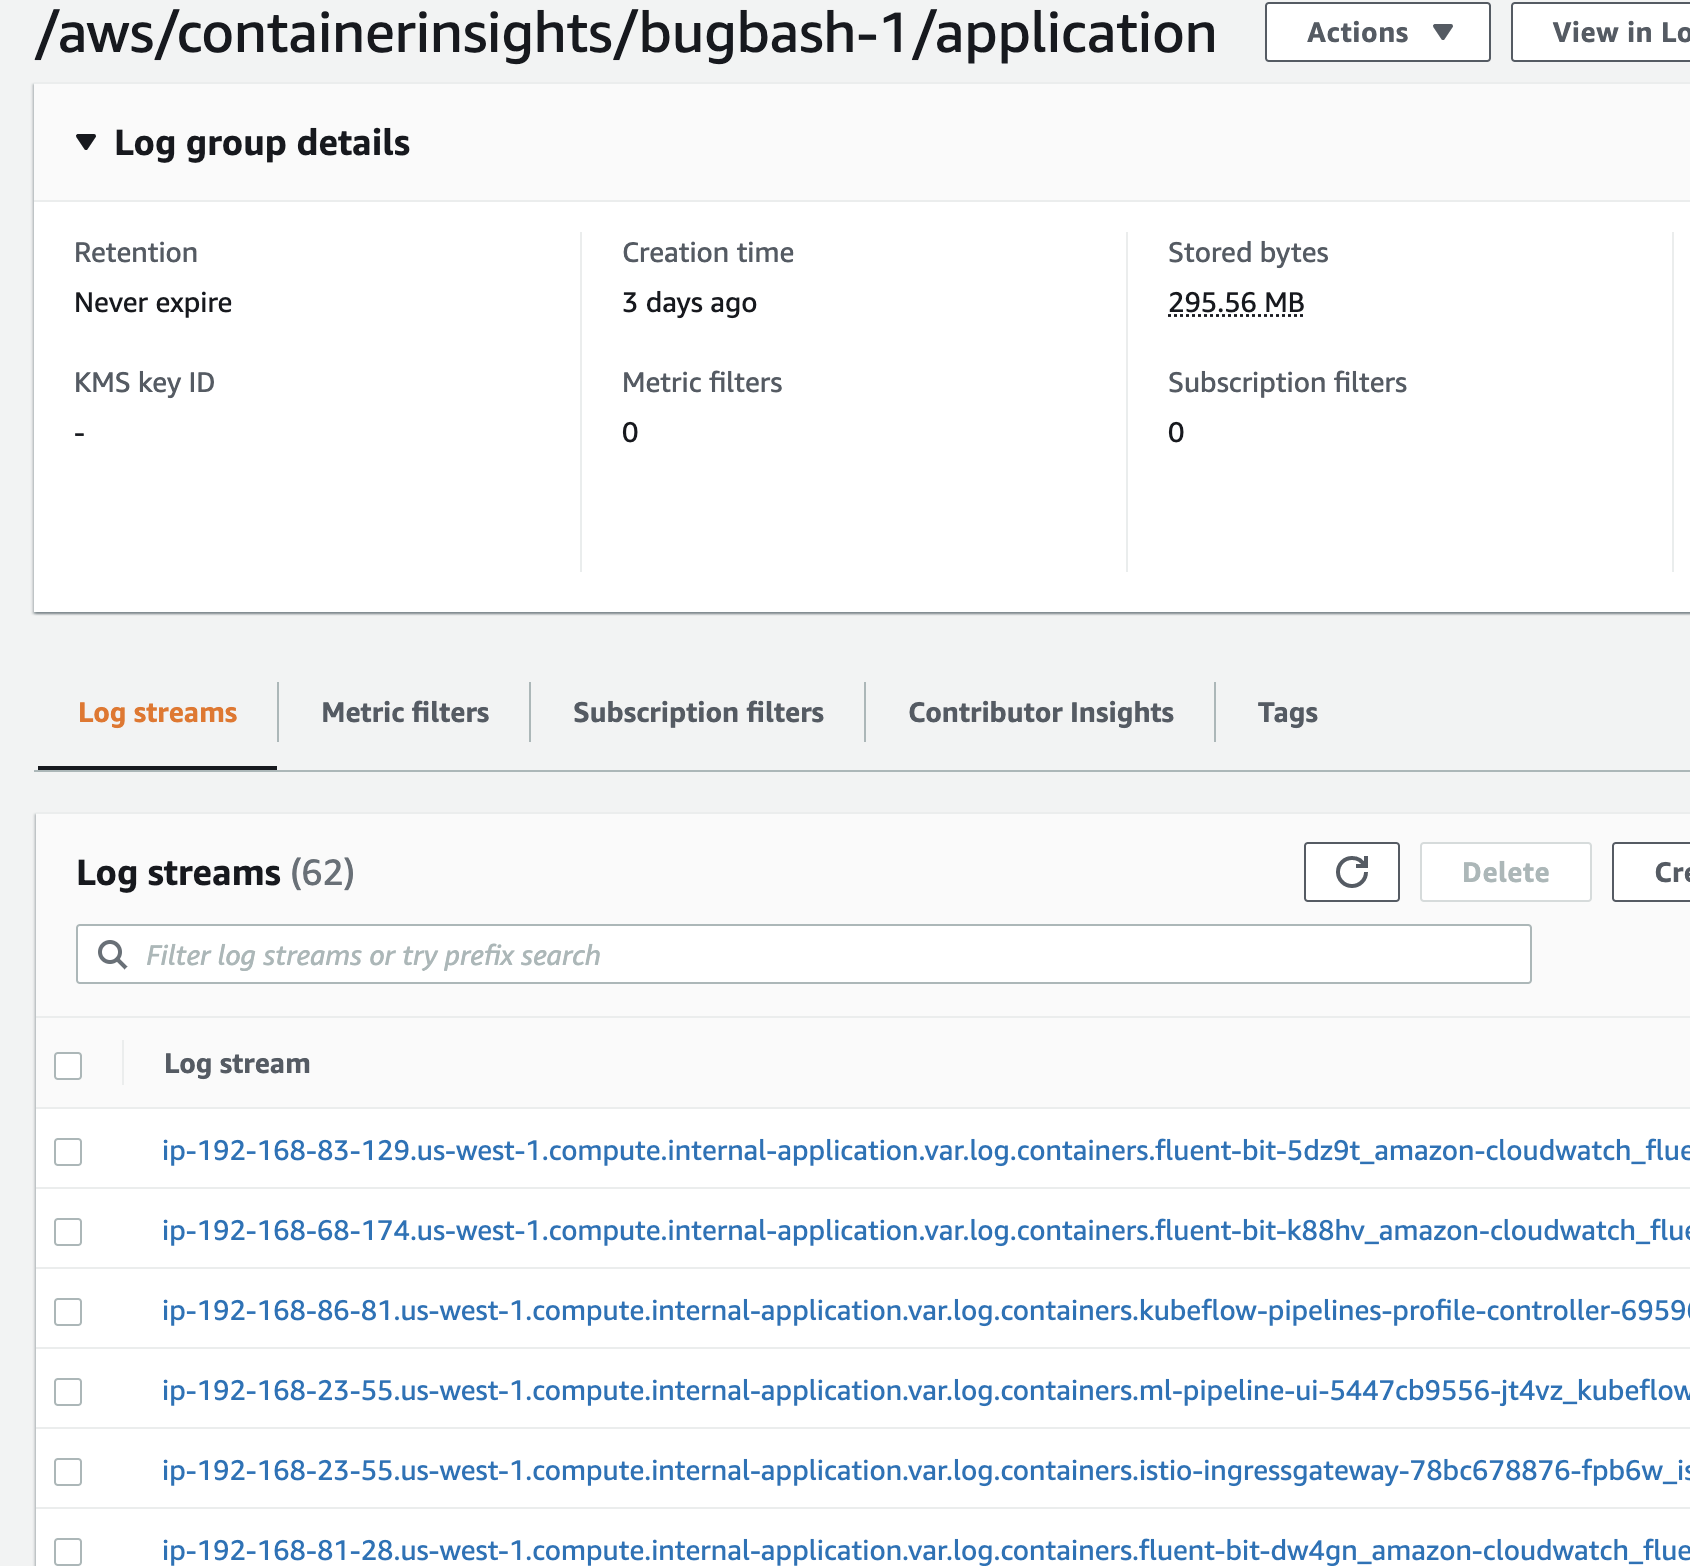 /aws/containerinsights/bugbash-1/application Actions View in Lo
Log group details
Retention Creation time Stored bytes
Never expire 3 days ago 295.56 MB
KMS key ID Metric filters Subscription filters
- 0 0
Log streams Metric filters Subscription filters Contributor Insights Tags
Log streams (62) Delete Cre
Filter log streams or try prefix search
Log stream
ip-192-168-83-129.us-west-1.compute.internal-application.var.log.containers.fluent-bit-5dz9t_amazon-cloudwatch_flue
ip-192-168-68-174.us-west-1.compute.internal-application.var.log.containers.fluent-bit-k88hv_amazon-cloudwatch_flue
ip-192-168-86-81.us-west-1.compute.internal-application.var.log.containers.kubeflow-pipelines-profile-controller-6959
ip-192-168-23-55.us-west-1.compute.internal-application.var.log.containers.ml-pipeline-ui-5447cb9556-jt4vz_kubeflow
ip-192-168-23-55.us-west-1.compute.internal-application.var.log.containers.istio-ingressgateway-78bc678876-fpb6w_is
ip-192-168-81-28.us-west-1.compute.internal-application.var.log.containers.fluent-bit-dw4gn_amazon-cloudwatch_flue